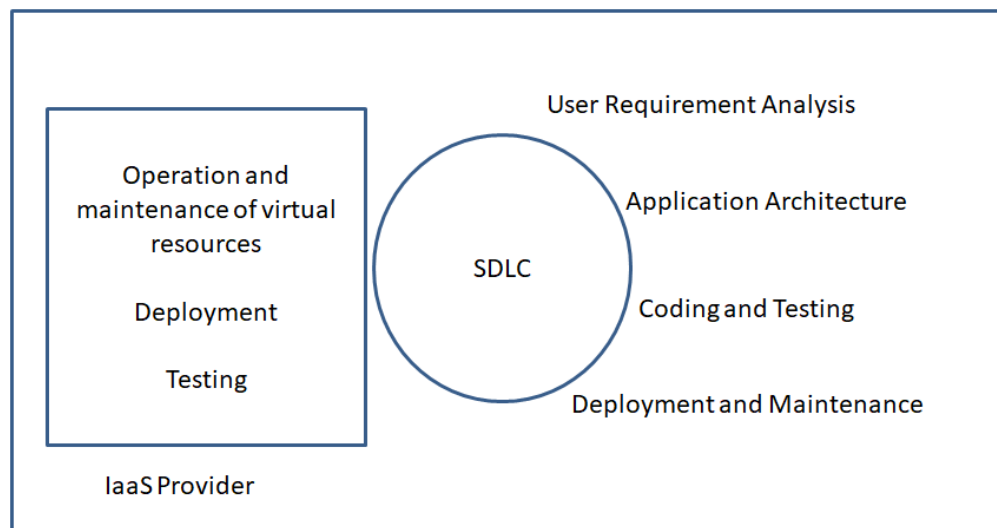 Operation and
maintenance of virtual
resources
Deployment
Testing
IaaS Provider
SDLC
User Requirement Analysis
Application Architecture
Coding and Testing
Deployment and Maintenance